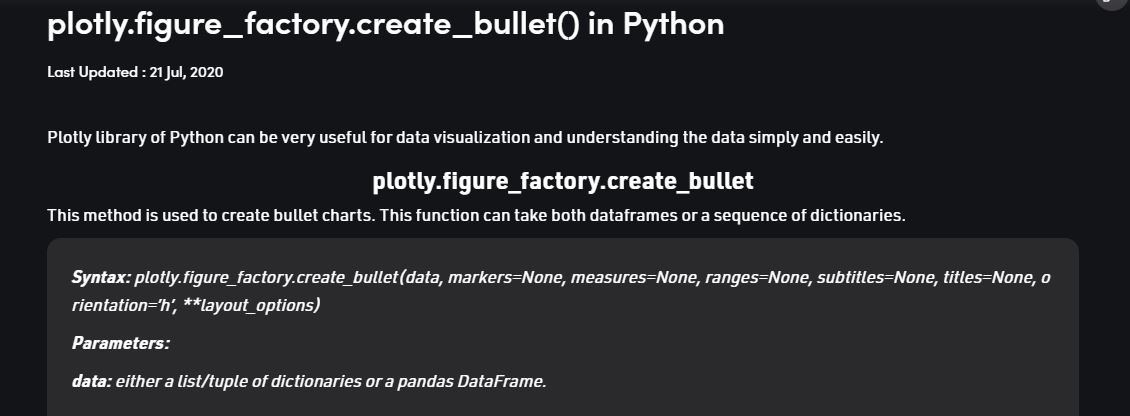 plotly.figure_factory.create_bullet() in Python
Last Updated : 21 Jul, 2020
Plotly library of Python can be very useful for data visualization and understanding the data simply and easily.
plotly.figure_factory.create_bullet
This method is used to create bullet charts. This function can take both dataframes or a sequence of dictionaries.
Syntax: plotly.figure_factory.create_bullet(data, markers=None, measures=None, ranges=None, subtitles=None, titles=None, o
rientation=’h’, **layout_options)
Parameters:
data: either a list/tuple of dictionaries or a pandas DataFrame.